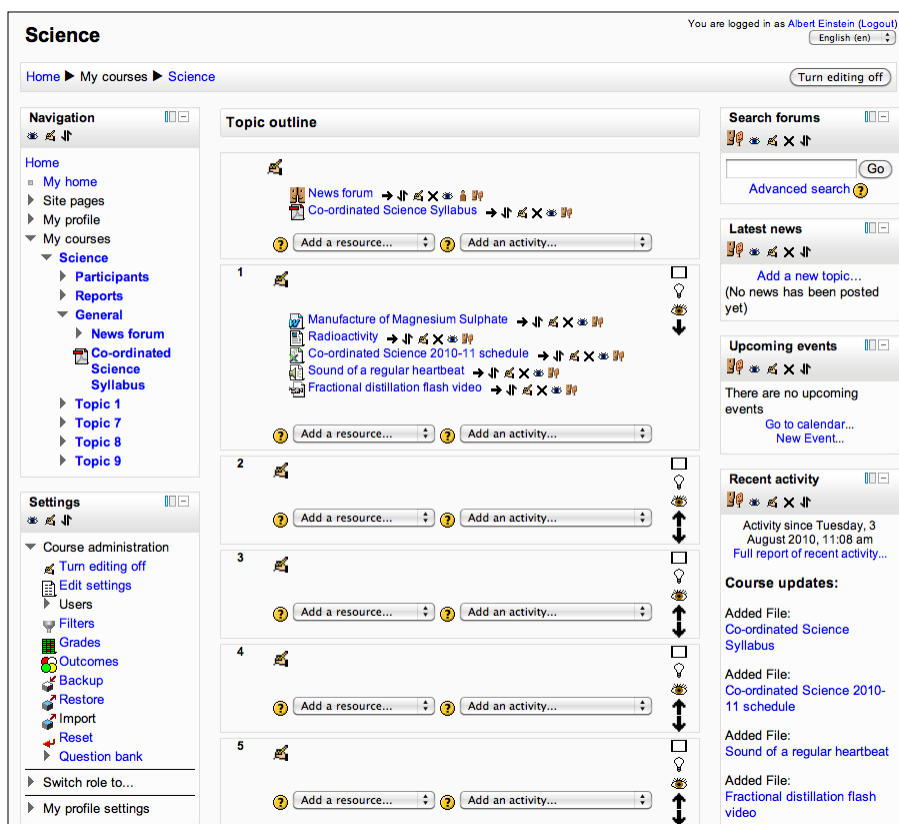 Science
You are logged in as Albert Einstein (Logout)
English (en)
Home ▶ My courses ▶ Science
Turn editing off
Navigation
Home
My home
Site pages
My profile
My courses
Science
Participants
Reports
General
News forum
Co-ordinated
Science
Syllabus
Topic 1
Topic 7
Topic 8
Topic 9
Settings
Course administration
Turn editing off
Edit settings
Users
Filters
Grades
Outcomes
Backup
Restore
Import
Reset
Question bank
Switch role to...
My profile settings
Topic outline
News forum
Co-ordinated Science Syllabus
Add a resource... Add an activity...
1
Manufacture of Magnesium Sulphate
Radioactivity
Co-ordinated Science 2010-11 schedule
Sound of a regular heartbeat
Fractional distillation flash video
Add a resource... Add an activity...
2
Add a resource... Add an activity...
3
Add a resource... Add an activity...
4
Add a resource... Add an activity...
5
Add a resource... Add an activity...
Search forums
Go
Advanced search
Latest news
Add a new topic...
(No news has been posted
yet)
Upcoming events
There are no upcoming
events
Go to calendar...
New Event...
Recent activity
Activity since Tuesday, 3
August 2010, 11:08 am
Full report of recent activity...
Course updates:
Added File:
Co-ordinated Science
Syllabus
Added File:
Co-ordinated Science 2010-
11 schedule
Added File:
Sound of a regular heartbeat
Added File:
Fractional distillation flash
video